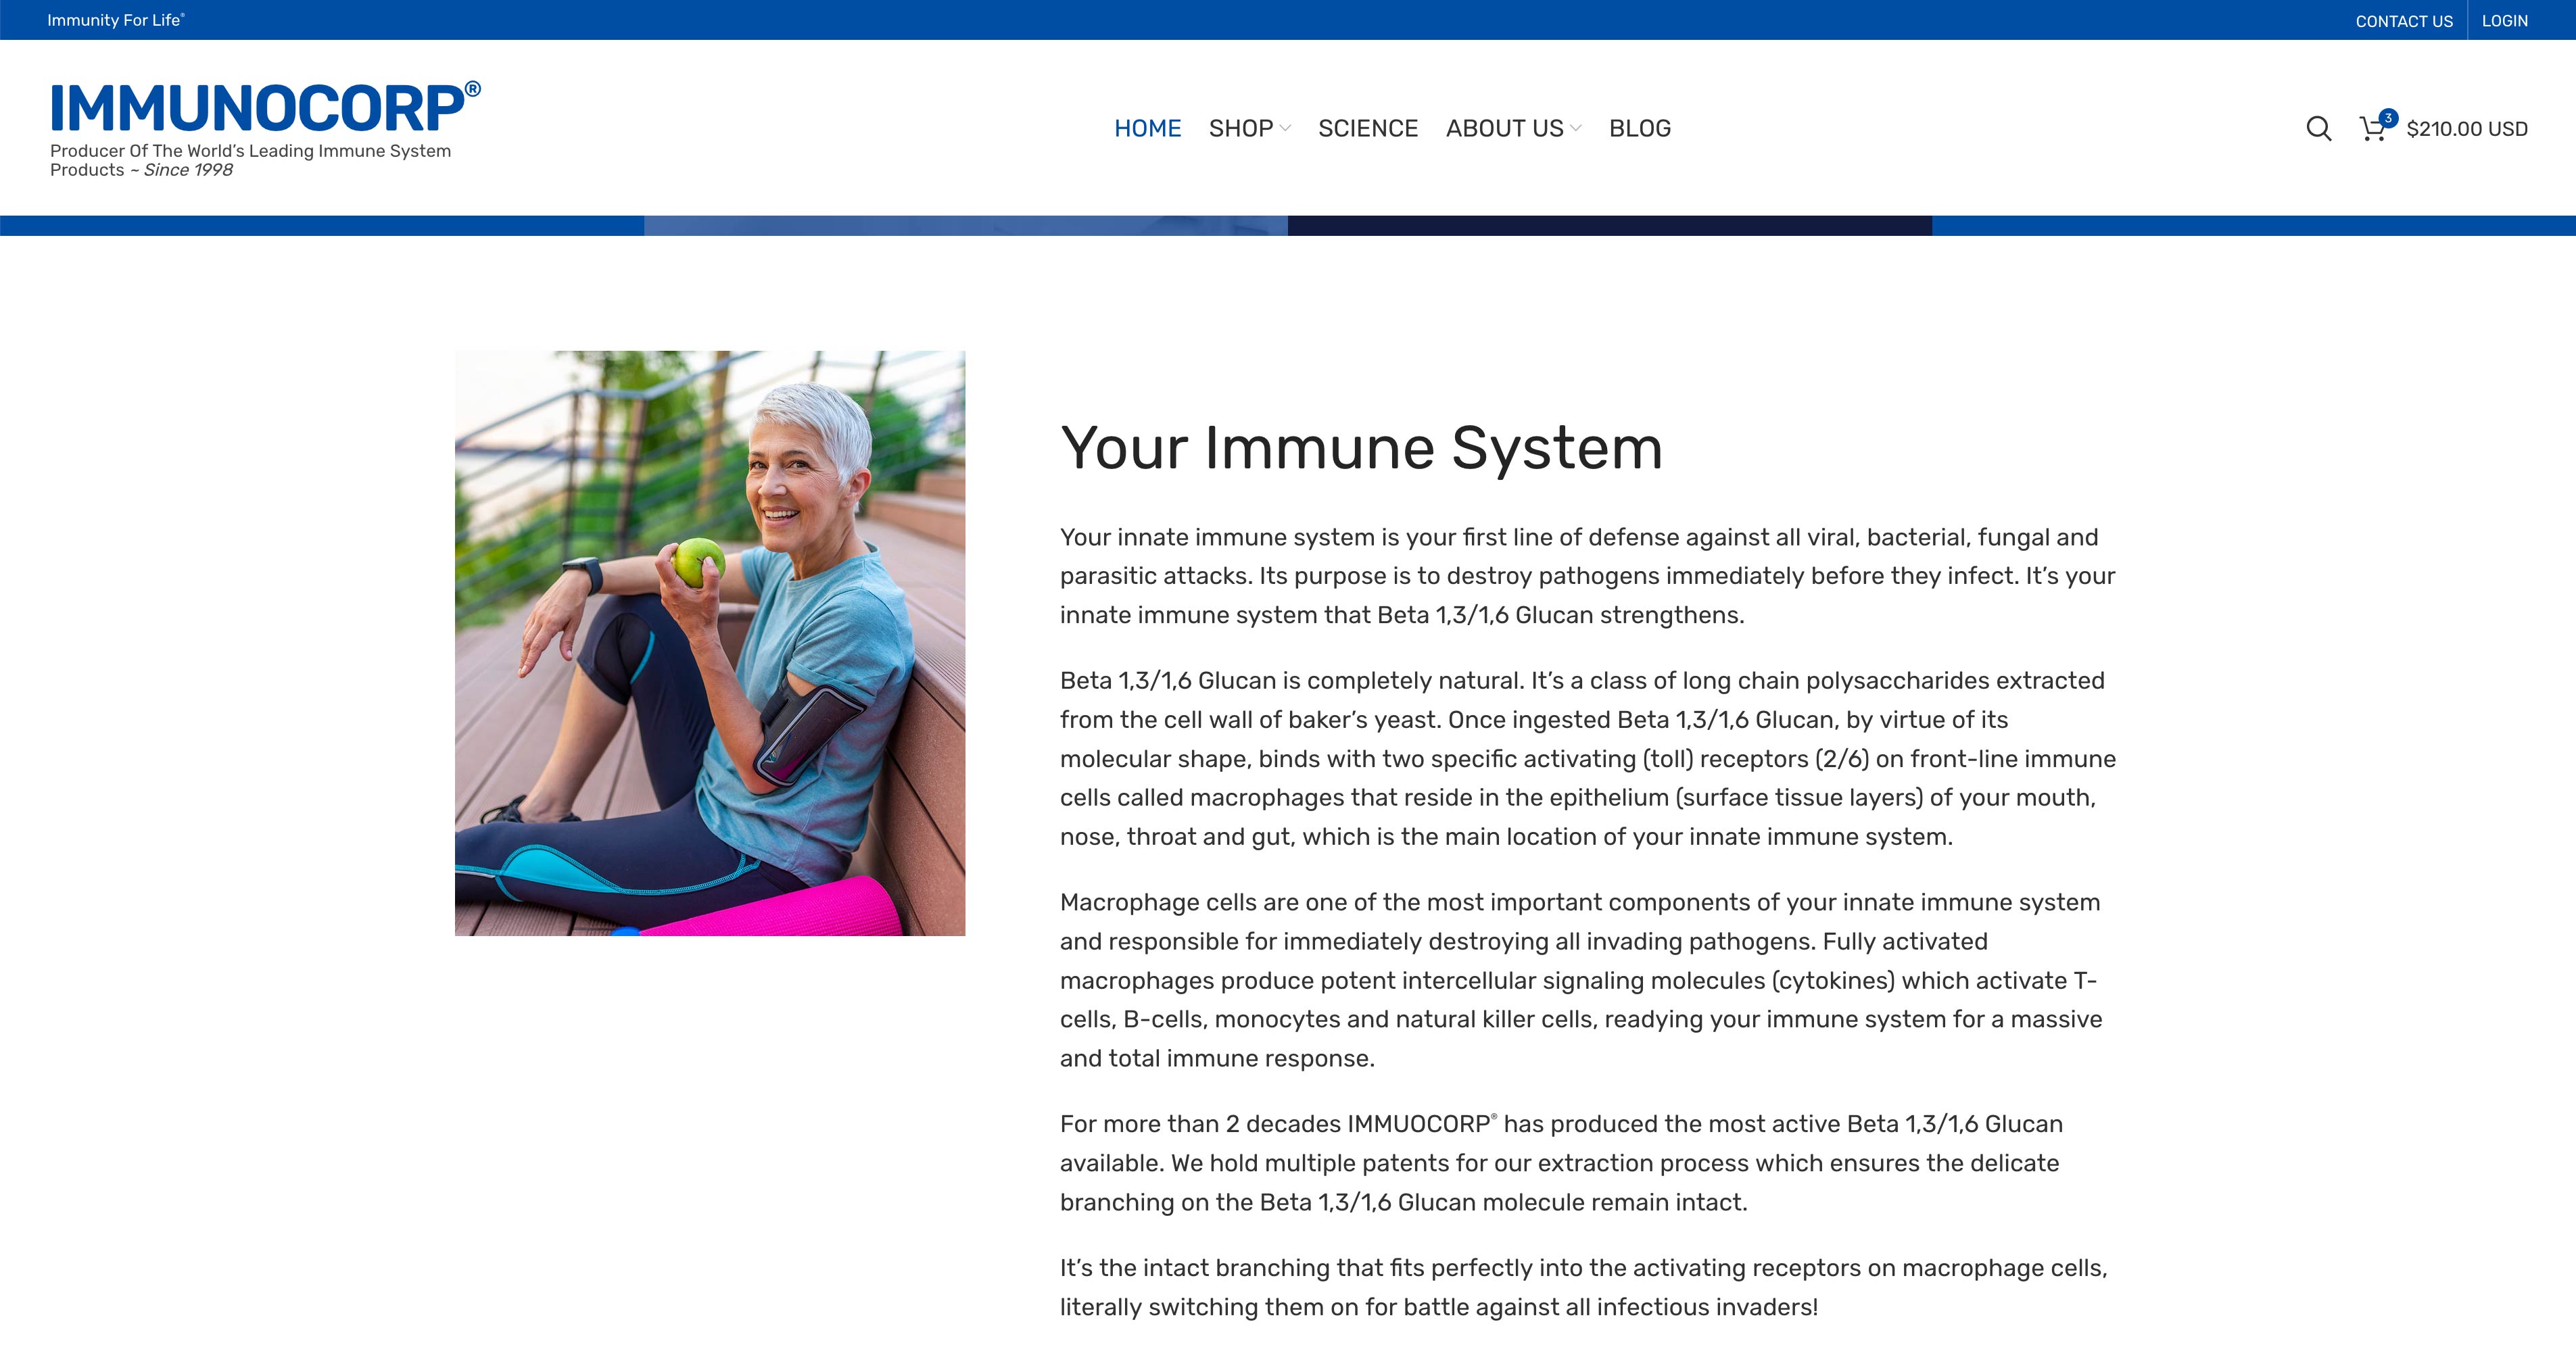 Immunity For Life®
CONTACT US
LOGIN
IMMUNOCORP®
Producer Of The World’s Leading Immune System
Products ~ Since 1998
HOME
SHOP
SCIENCE
ABOUT US
BLOG
3
$210.00 USD
Your Immune System
Your innate immune system is your first line of defense against all viral, bacterial, fungal and
parasitic attacks. Its purpose is to destroy pathogens immediately before they infect. It’s your
innate immune system that Beta 1,3/1,6 Glucan strengthens.
Beta 1,3/1,6 Glucan is completely natural. It’s a class of long chain polysaccharides extracted
from the cell wall of baker’s yeast. Once ingested Beta 1,3/1,6 Glucan, by virtue of its
molecular shape, binds with two specific activating (toll) receptors (2/6) on front-line immune
cells called macrophages that reside in the epithelium (surface tissue layers) of your mouth,
nose, throat and gut, which is the main location of your innate immune system.
Macrophage cells are one of the most important components of your innate immune system
and responsible for immediately destroying all invading pathogens. Fully activated
macrophages produce potent intercellular signaling molecules (cytokines) which activate T-
cells, B-cells, monocytes and natural killer cells, readying your immune system for a massive
and total immune response.
For more than 2 decades IMMUOCORP® has produced the most active Beta 1,3/1,6 Glucan
available. We hold multiple patents for our extraction process which ensures the delicate
branching on the Beta 1,3/1,6 Glucan molecule remain intact.
It’s the intact branching that fits perfectly into the activating receptors on macrophage cells,
literally switching them on for battle against all infectious invaders!